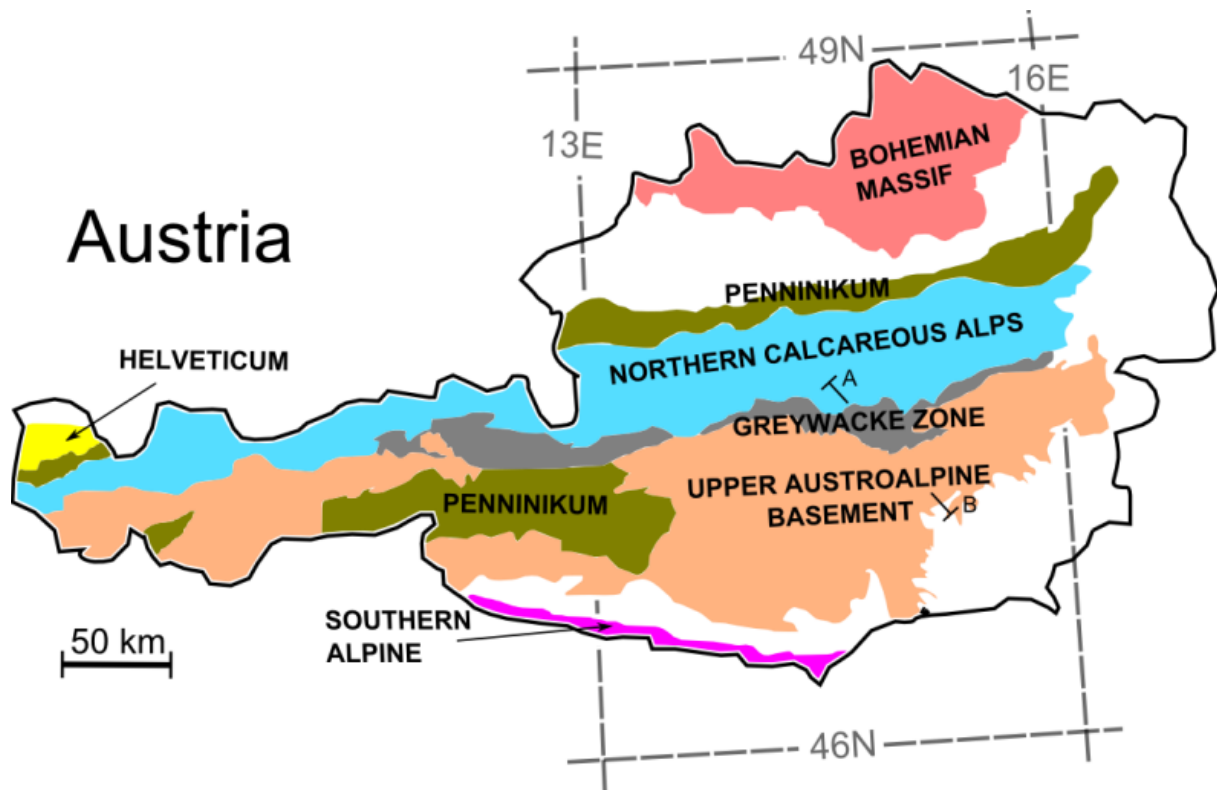 49N
16E
13E
BOHEMIAN
MASSIF
Austria
PENNINIKUM
NORTHERN CALCAREOUS ALPS
HELVETICUM
A
GREYWACKE ZONE
UPPER AUSTROALPINE
BASEMENT
B
PENNINIKUM
SOUTHERN
ALPINE
50 km
46N